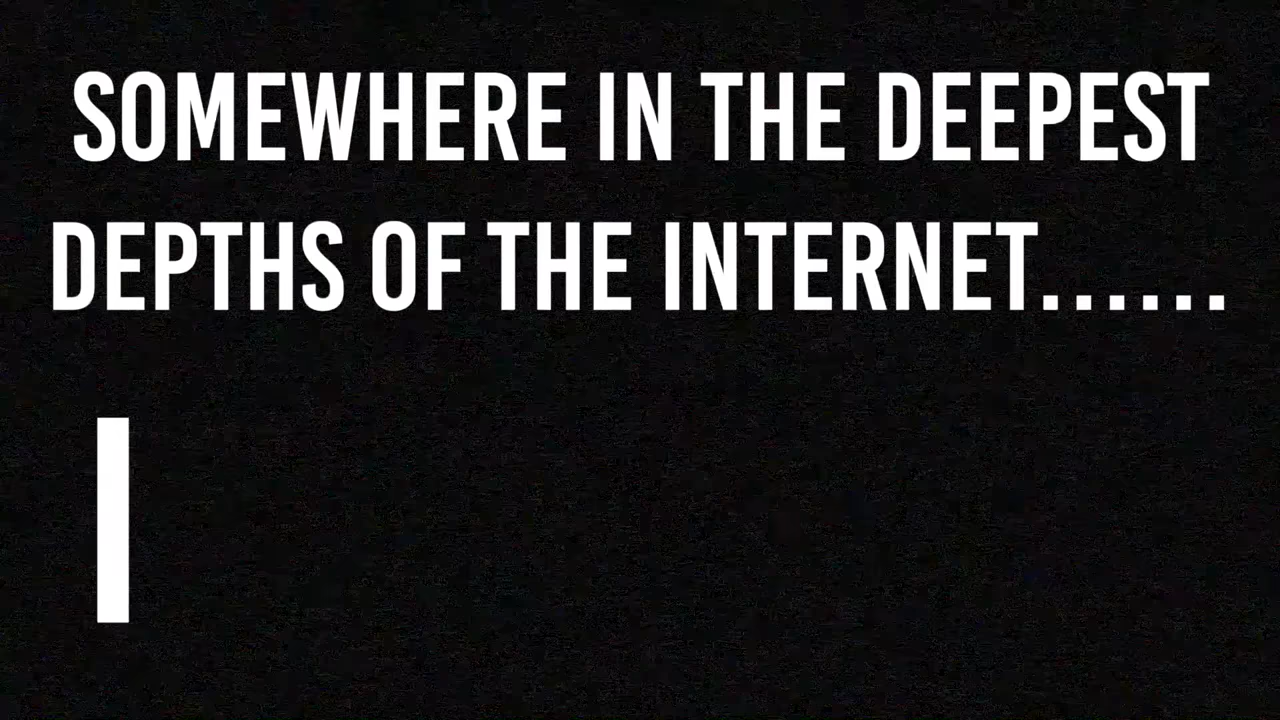 SOMEWHERE IN THE DEEPEST
DEPTHS OF THE INTERNET......
I